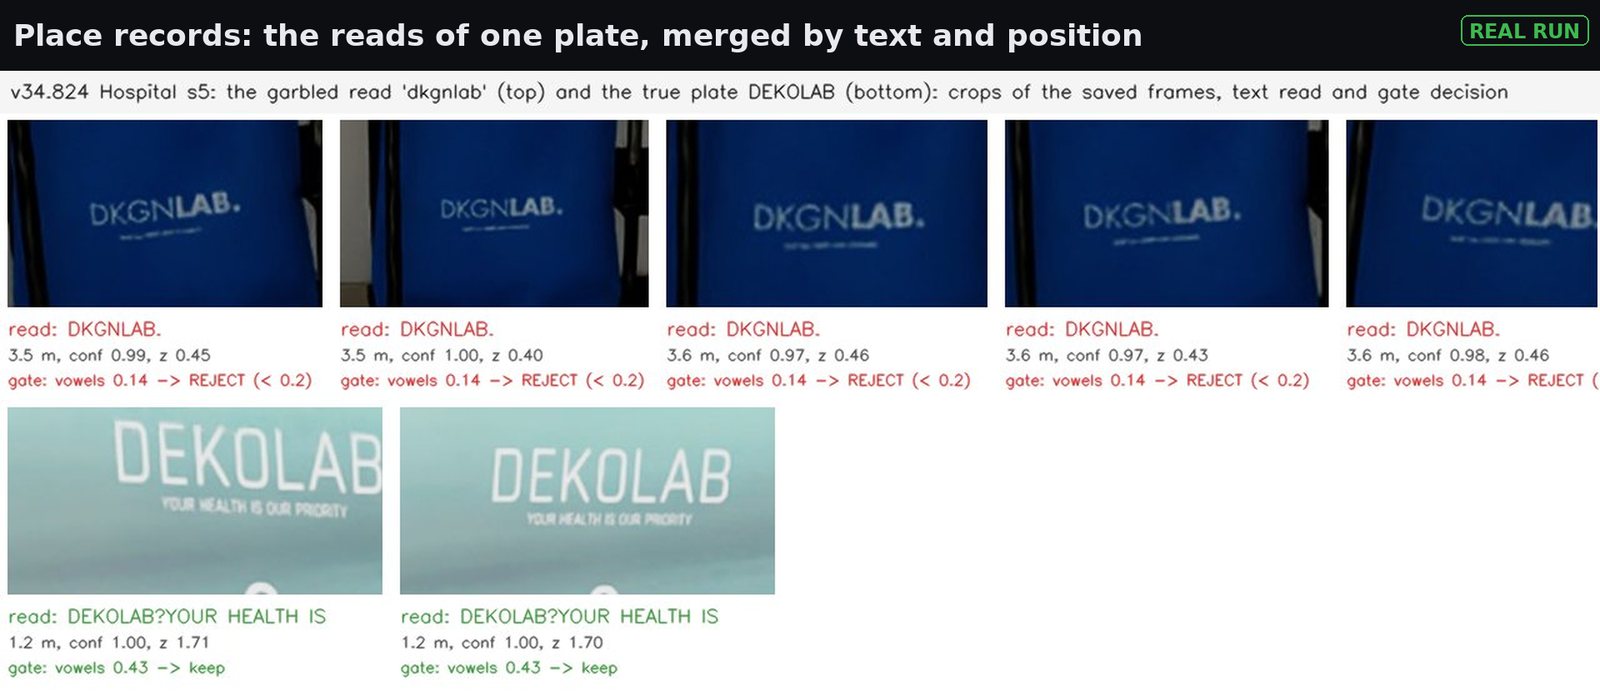 Place records: the reads of one plate, merged by text and position
REAL RUN
v34.824 Hospital s5: the garbled read 'dkgnlab' (top) and the true plate DEKOLAB (bottom): crops of the saved frames, text read and gate decision
DKGNLAB.
DKGNLAB.
DKGNLAB.
DKGNLAB.
DKGNLAB.
read: DKGNLAB.
3.5 m, conf 0.99, z 0.45
gate: vowels 0.14 -> REJECT (< 0.2)
read: DKGNLAB.
3.5 m, conf 1.00, z 0.40
gate: vowels 0.14 -> REJECT (< 0.2)
read: DKGNLAB.
3.6 m, conf 0.97, z 0.46
gate: vowels 0.14 -> REJECT (< 0.2)
read: DKGNLAB.
3.6 m, conf 0.97, z 0.43
gate: vowels 0.14 -> REJECT (< 0.2)
read: DKGNLAB.
3.6 m, conf 0.98, z 0.46
gate: vowels 0.14 -> REJECT (
DEKOLAB
YOUR HEALTH IS OUR PRIORITY
DEKOLAB
YOUR HEALTH IS OUR PRIORITY
read: DEKOLAB?YOUR HEALTH IS
1.2 m, conf 1.00, z 1.71
gate: vowels 0.43 -> keep
read: DEKOLAB?YOUR HEALTH IS
1.2 m, conf 1.00, z 1.70
gate: vowels 0.43 -> keep